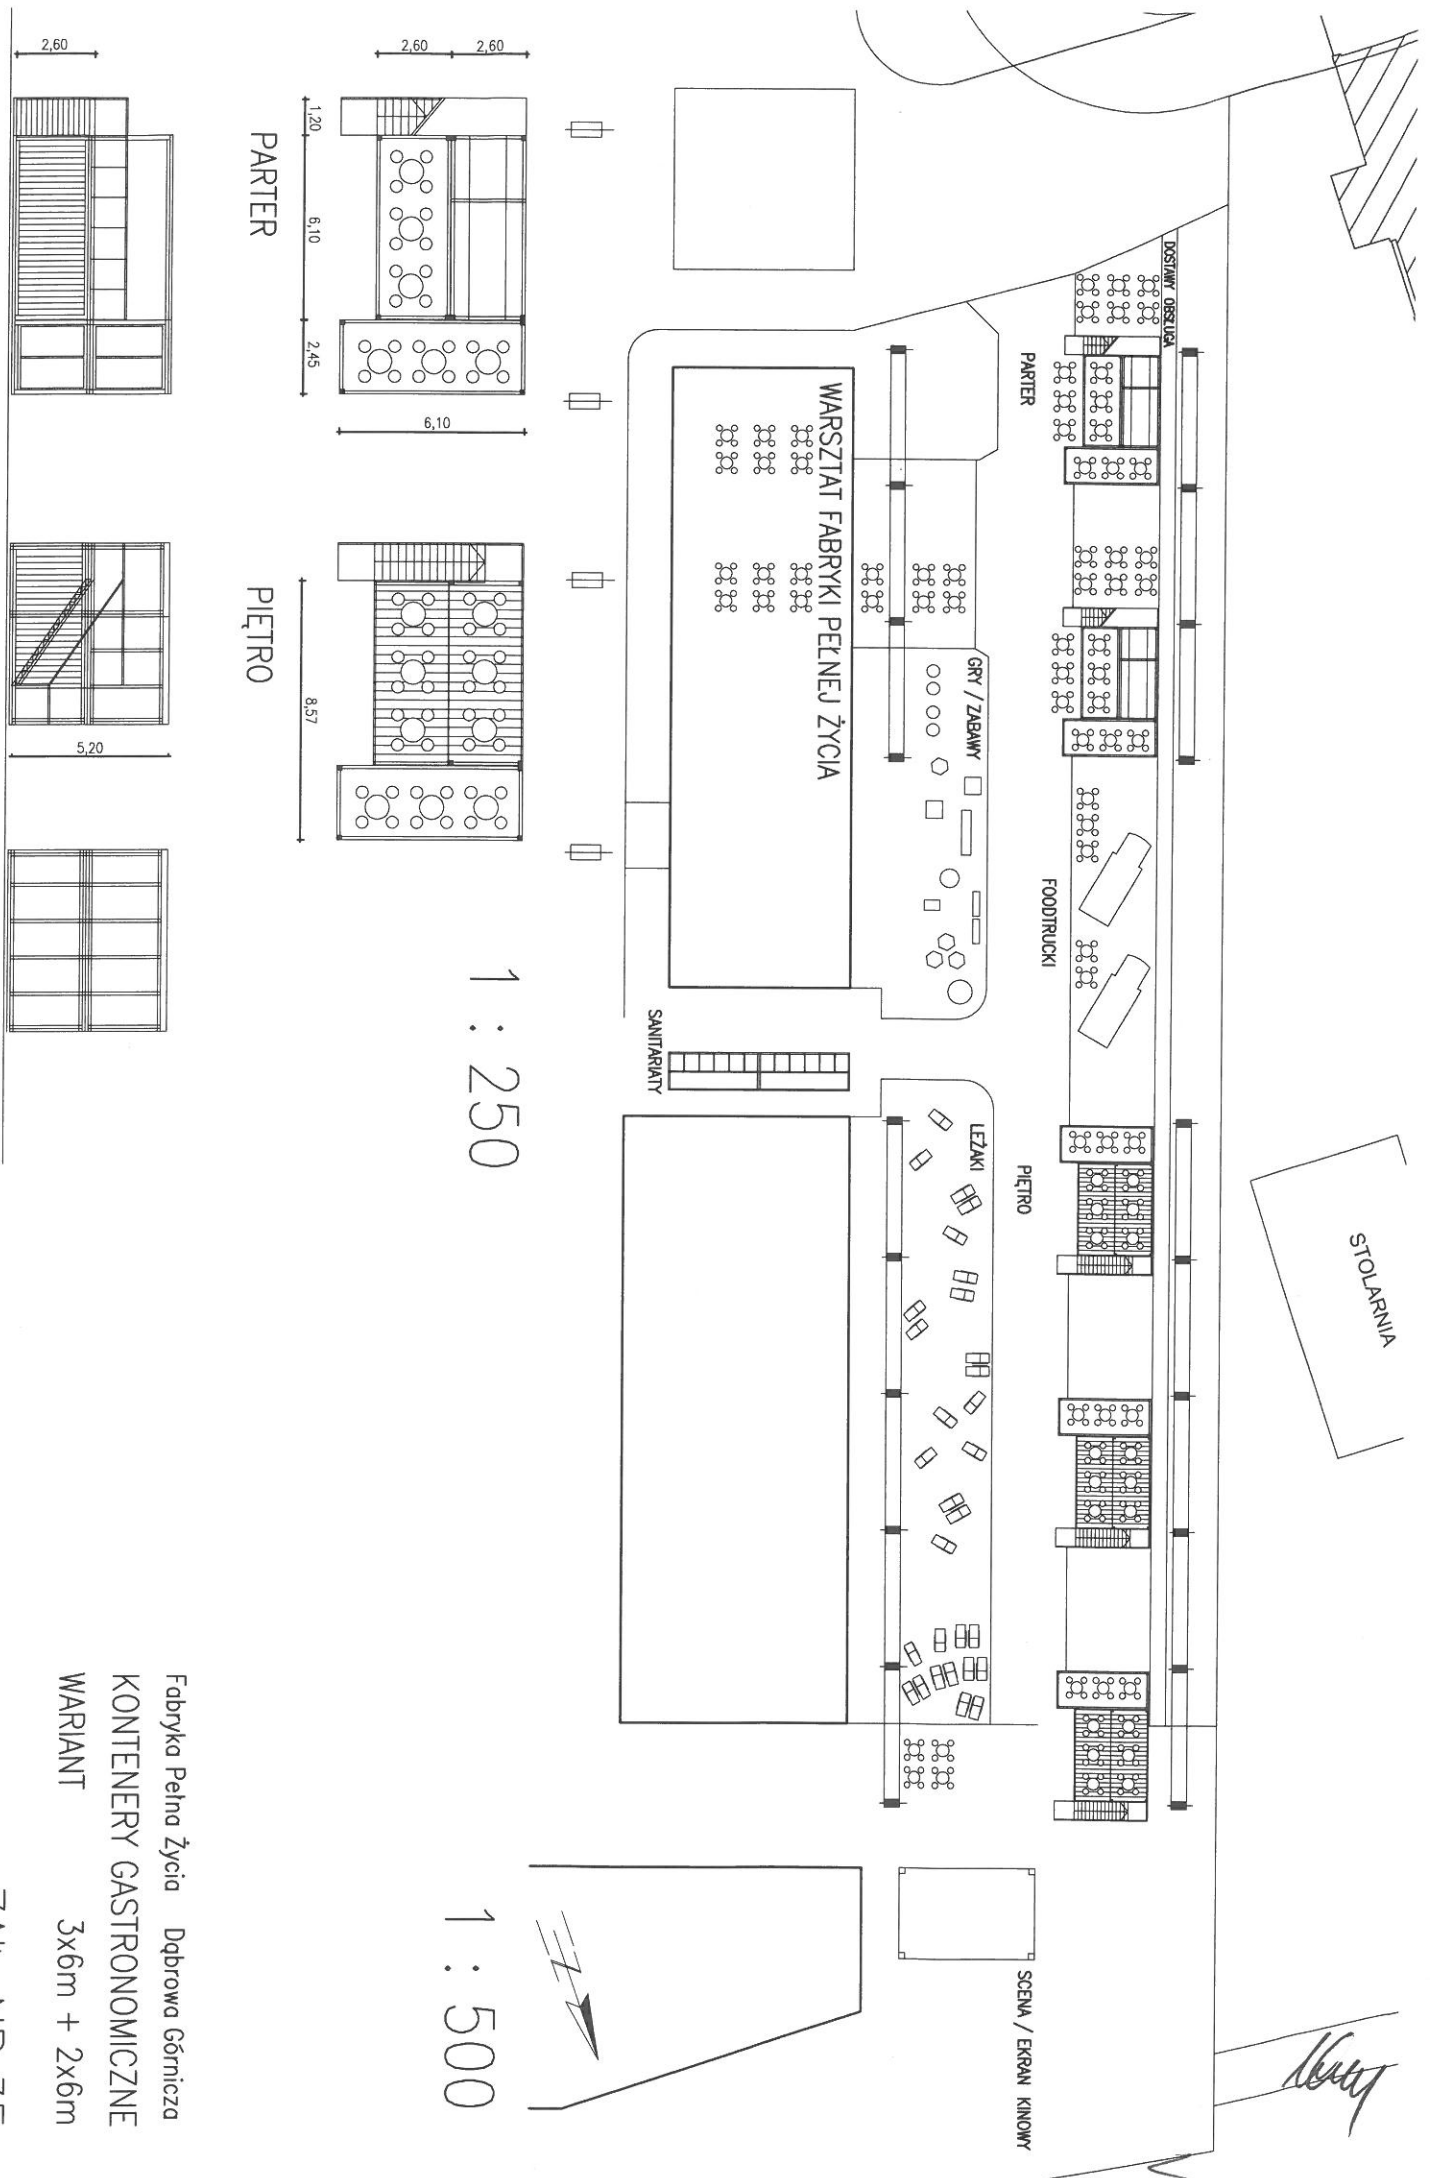 DOSTAWY OBSŁUGA
STOLARNIA
PARTER
FOODTRUCKI
PIĘTRO
SCENA / EKRAN KINOWY
GRY / ZABAWY
LEŻAKI
WARSZTAT FABRYKI PEŁNEJ ŻYCIA
SANITARIATY
1 : 250
1 : 500
2,60
2,60
6,10
1,20
6,10
2,45
8,57
PARTER
PIĘTRO
2,60
5,20
Fabryka Pełna Życia Dąbrowa Górnicza
KONTENERY GASTRONOMICZNE
WARIANT 3x6m + 2x6m